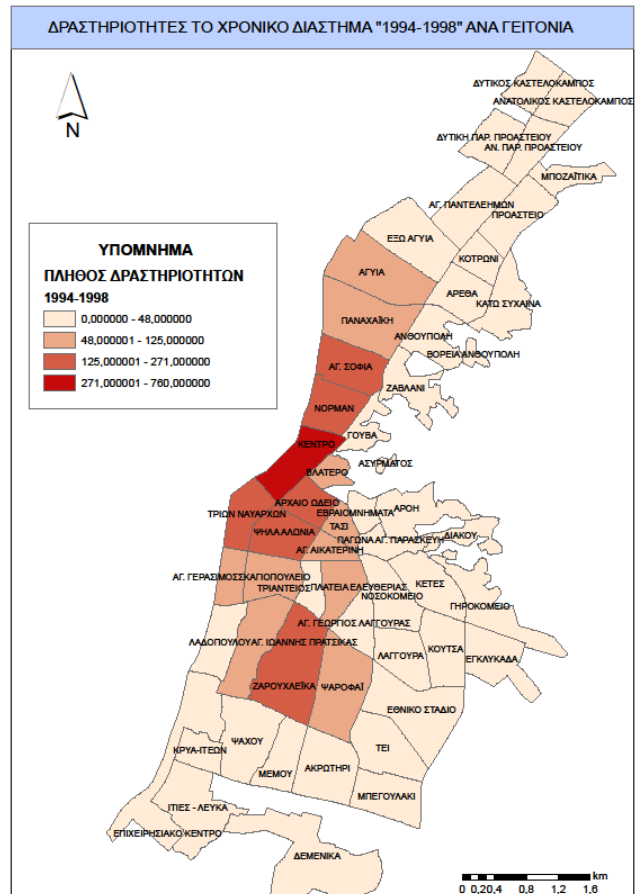 ΔΡΑΣΤΗΡΙΟΤΗΤΕΣ ΤΟ ΧΡΟΝΙΚΟ ΔΙΑΣΤΗΜΑ "1994-1998" ΑΝΑ ΓΕΙΤΟΝΙΑ
N
ΔΥΤΙΚΟΣ ΚΑΣΤΕΛΟΚΑΜΠΟΣ
ΑΝΑΤΟΛΙΚΟΣ ΚΑΣΤΕΛΟΚΑΜΠΟΣ
ΔΥΤΙΚΗ ΠΑΡ. ΠΡΟΑΣΤΕΙΟΥ
ΑΝ. ΠΑΡ. ΠΡΟΑΣΤΕΙΟΥ
ΜΠΟΖΑΪΤΙΚΑ
ΑΓ. ΠΑΝΤΕΛΕΗΜΩΝ
ΠΡΟΑΣΤΕΙΟ
ΕΞΩ ΑΓΥΙΑ
ΚΟΤΡΩΝΙ
ΑΓΥΙΑ
ΑΡΕΘΑ
ΚΑΤΩ ΣΥΧΑΙΝΑ
ΠΑΝΑΧΑΪΚΗ
ΑΝΘΟΥΠΟΛΗ
ΒΟΡΕΙΑ ΑΝΘΟΥΠΟΛΗ
ΑΓ. ΣΟΦΙΑ
ΖΑΒΛΑΝΙ
ΝΟΡΜΑΝ
ΓΟΥΒΑ
ΚΕΝΤΡΟ
ΑΣΥΡΜΑΤΟΣ
ΒΛΑΤΕΡΟ
ΥΠΟΜΝΗΜΑ
ΠΛΗΘΟΣ ΔΡΑΣΤΗΡΙΟΤΗΤΩΝ
1994-1998
0,000000 - 48,000000
48,000001 - 125,000000
125,000001 - 271,000000
271,000001 - 760,000000
ΑΡΧΑΙΟ ΩΔΕΙΟ
ΤΡΙΩΝ ΝΑΥΑΡΧΩΝ
ΕΒΡΑΙΟΜΝΗΜΑΤΑ
ΑΡΟΗ
ΤΑΣΙ
ΨΗΛΑ ΑΛΩΝΙΑ
ΠΑΓΩΝΑ
ΑΓ. ΠΑΡΑΣΚΕΥΗ
ΔΙΑΚΟΥ
ΑΓ. ΑΙΚΑΤΕΡΙΝΗ
ΑΓ. ΓΕΡΑΣΙΜΟΣ
ΣΚΑΓΙΟΠΟΥΛΕΙΟ
ΤΡΙΑΝΤΕΙΟΣ
ΠΛΑΤΕΙΑ ΕΛΕΥΘΕΡΙΑΣ
ΚΕΤΕΣ
ΝΟΣΟΚΟΜΕΙΟ
ΓΗΡΟΚΟΜΕΙΟ
ΑΓ. ΓΕΩΡΓΙΟΣ ΛΑΓΓΟΥΡΑΣ
ΛΑΔΟΠΟΥΛΟΥ
ΑΓ. ΙΩΑΝΝΗΣ ΠΡΑΤΣΙΚΑΣ
ΚΟΥΤΣΑ
ΛΑΓΓΟΥΡΑ
ΕΓΚΛΥΚΑΔΑ
ΖΑΡΟΥΧΛΕΪΚΑ
ΨΑΡΟΦΑΪ
ΕΘΝΙΚΟ ΣΤΑΔΙΟ
ΨΑΧΟΥ
ΚΡΥΑ-ΙΤΕΩΝ
ΤΕΙ
ΑΚΡΩΤΗΡΙ
ΜΕΜΟΥ
ΜΠΕΓΟΥΛΑΚΙ
ΙΤΙΕΣ - ΛΕΥΚΑ
ΕΠΙΧΕΙΡΗΣΙΑΚΟ ΚΕΝΤΡΟ
ΔΕΜΕΝΙΚΑ
km
0 0,20,4 0,8 1,2 1,6